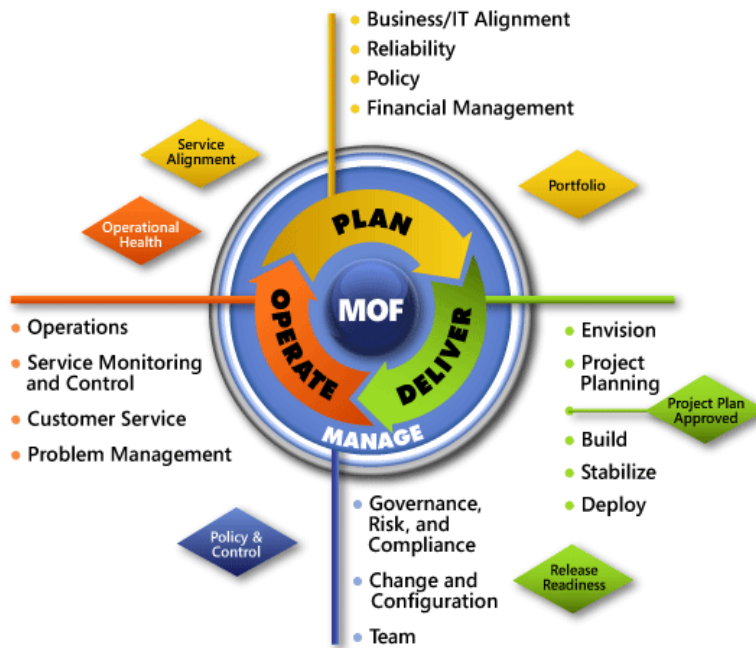 Business/IT Alignment
Reliability
Policy
Financial Management
Service
Alignment
Portfolio
Operational
Health
PLAN
MOF
OPERATE
DELIVER
MANAGE
Operations
Service Monitoring
and Control
Customer Service
Problem Management
Envision
Project
Planning
Project Plan
Approved
Build
Stabilize
Deploy
Policy &
Control
Governance,
Risk, and
Compliance
Change and
Configuration
Team
Release
Readiness